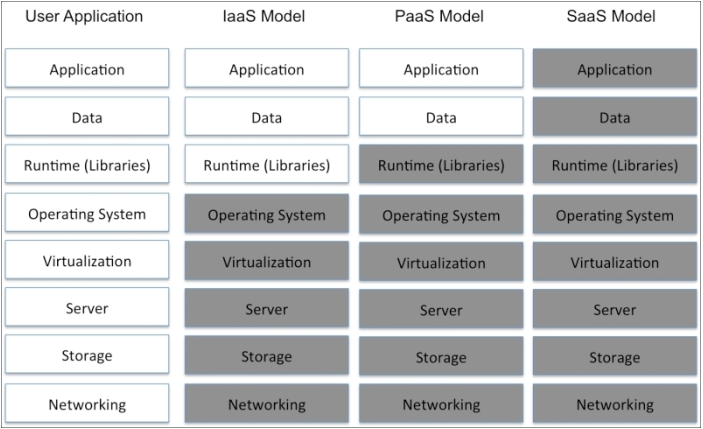 User Application IaaS Model PaaS Model SaaS Model
Application Application Application Application
Data Data Data Data
Runtime (Libraries) Runtime (Libraries) Runtime (Libraries) Runtime (Libraries)
Operating System Operating System Operating System Operating System
Virtualization Virtualization Virtualization Virtualization
Server Server Server Server
Storage Storage Storage Storage
Networking Networking Networking Networking